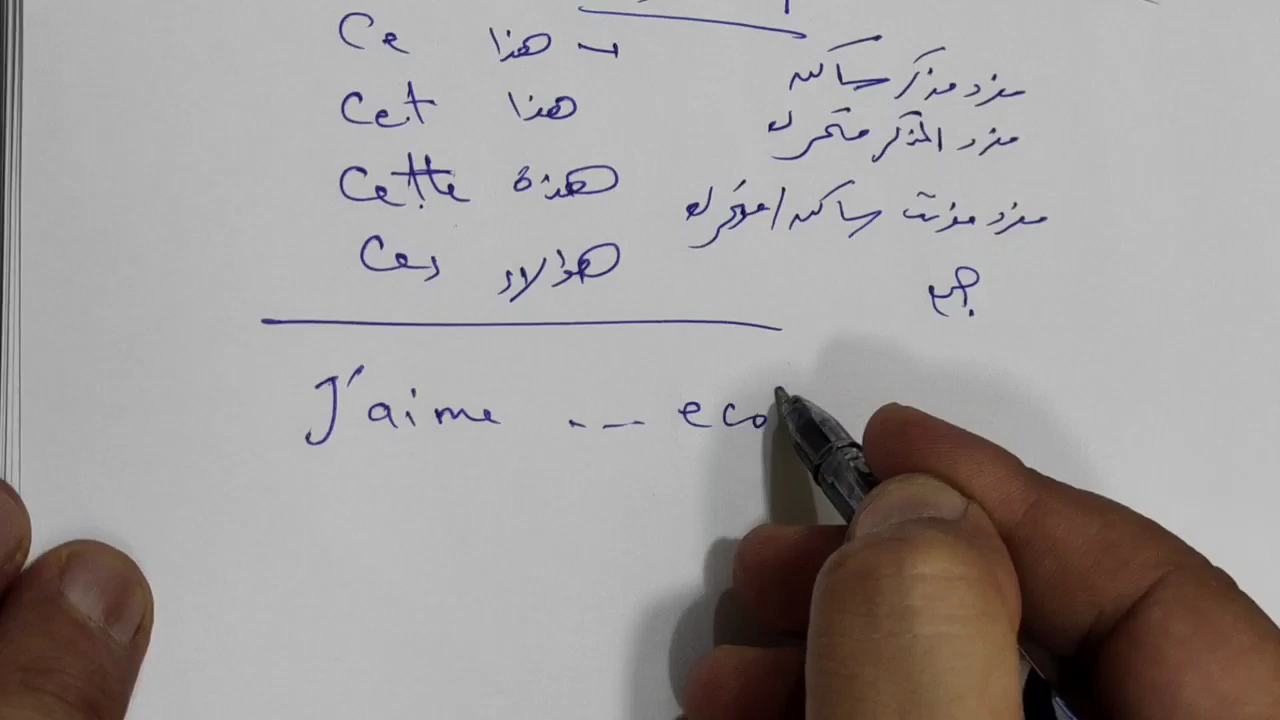 Ce هذا ← مفرد مذكر ساكن
Cet هذا مفرد المذكر متحرك
Cette هذة مفرد مؤنث ساكن / متحرك
Ces هؤلاء جمع
J'aime ... eco